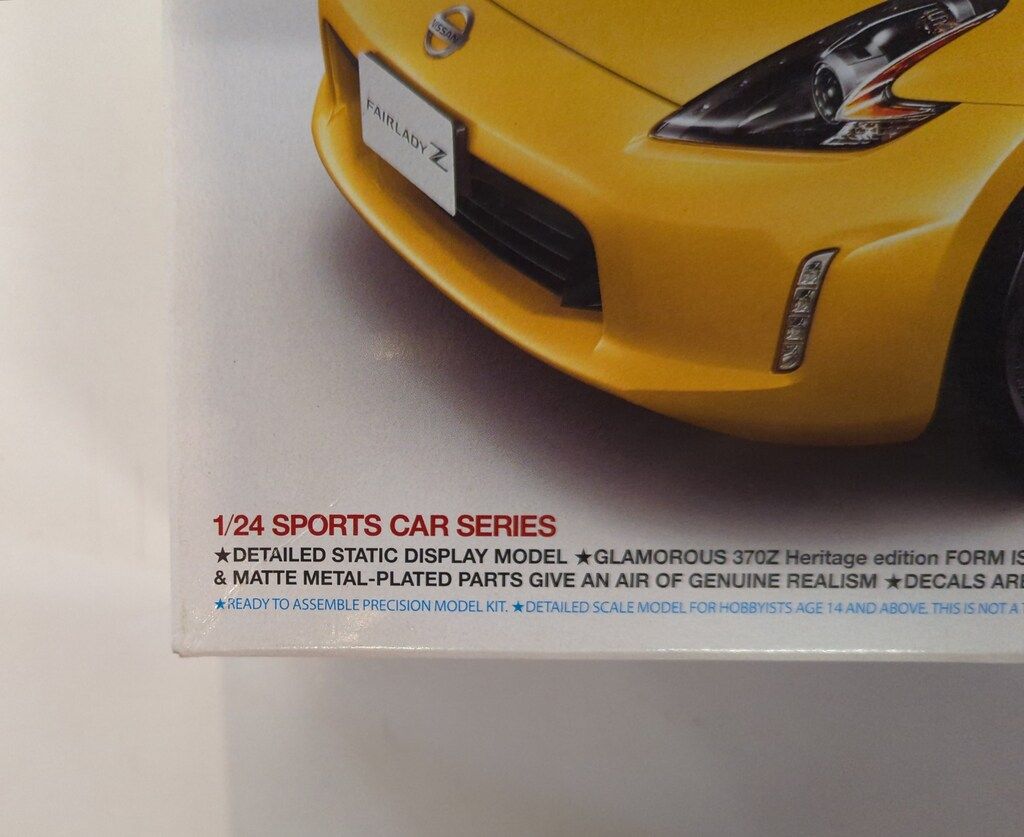 NISSAN
FAIRLADY Z
1/24 SPORTS CAR SERIES
★DETAILED STATIC DISPLAY MODEL ★GLAMOROUS 370Z Heritage edition FORM IS
& MATTE METAL-PLATED PARTS GIVE AN AIR OF GENUINE REALISM ★DECALS ARE
★READY TO ASSEMBLE PRECISION MODEL KIT. ★DETAILED SCALE MODEL FOR HOBBYISTS AGE 14 AND ABOVE. THIS IS NOT A